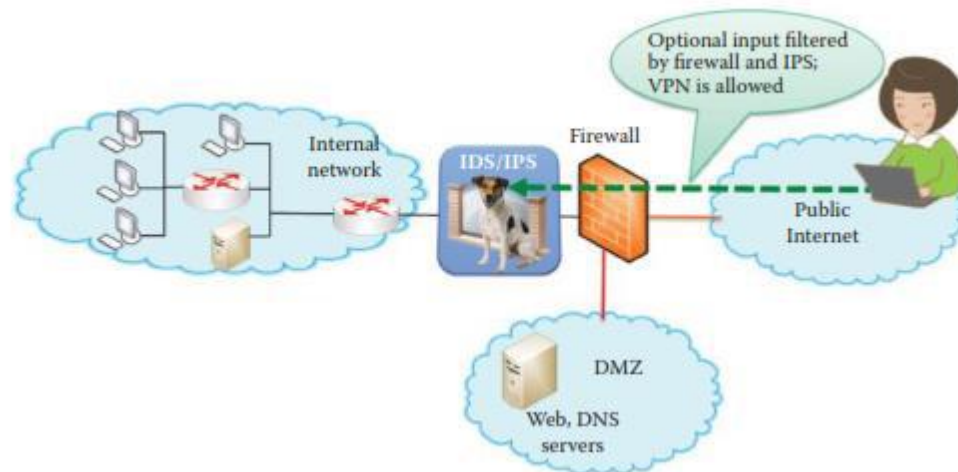 Optional input filtered
by firewall and IPS;
VPN is allowed
Internal
network
IDS/IPS
Firewall
Public
Internet
DMZ
Web, DNS
servers